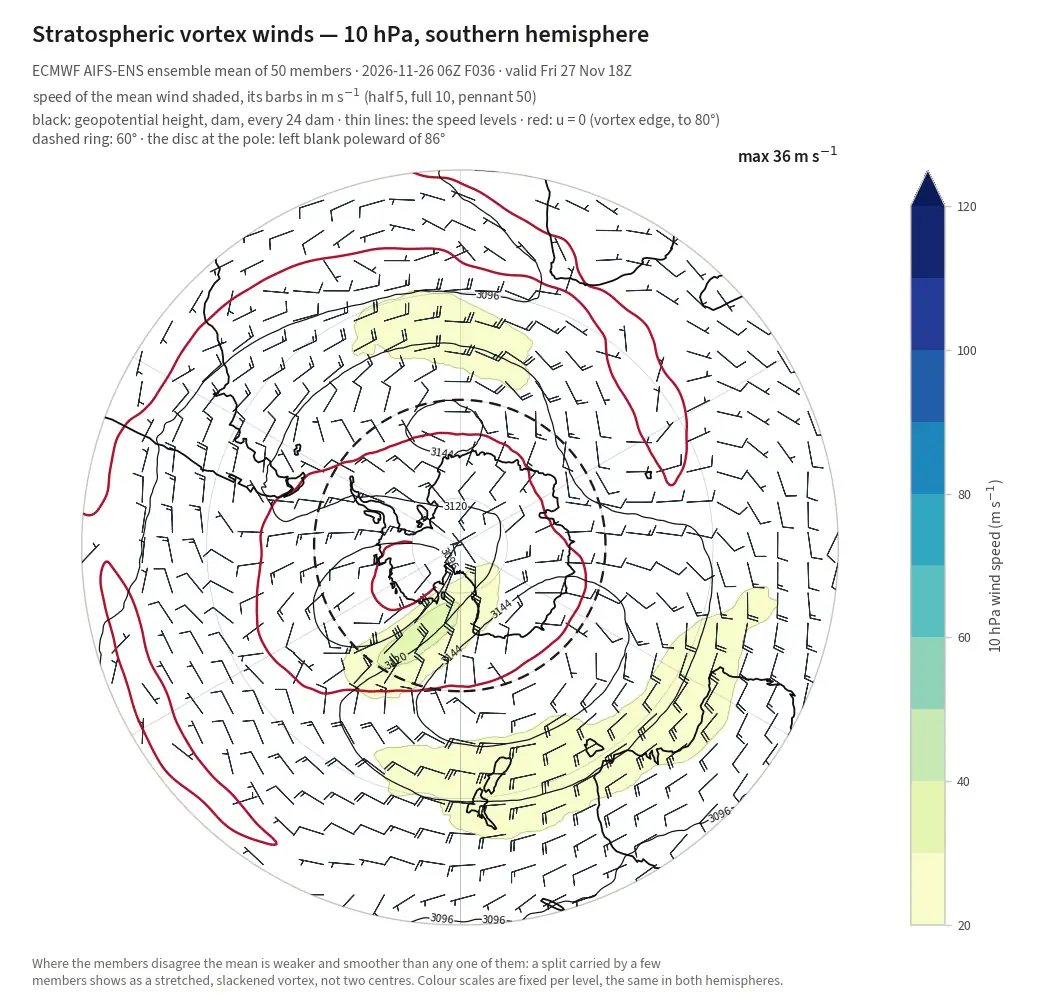 Stratospheric vortex winds — 10 hPa, southern hemisphere
ECMWF AIFS-ENS ensemble mean of 50 members · 2026-11-26 06Z F036 · valid Fri 27 Nov 18Z
speed of the mean wind shaded, its barbs in m s⁻¹ (half 5, full 10, pennant 50)
black: geopotential height, dam, every 24 dam · thin lines: the speed levels · red: u = 0 (vortex edge, to 80°)
dashed ring: 60° · the disc at the pole: left blank poleward of 86°
max 36 m s⁻¹
120
100
80
60
40
20
10 hPa wind speed (m s⁻¹)
3096
3144
3120
3096
3144
3144
3120
3096
3096
3096
Where the members disagree the mean is weaker and smoother than any one of them: a split carried by a few
members shows as a stretched, slackened vortex, not two centres. Colour scales are fixed per level, the same in both hemispheres.